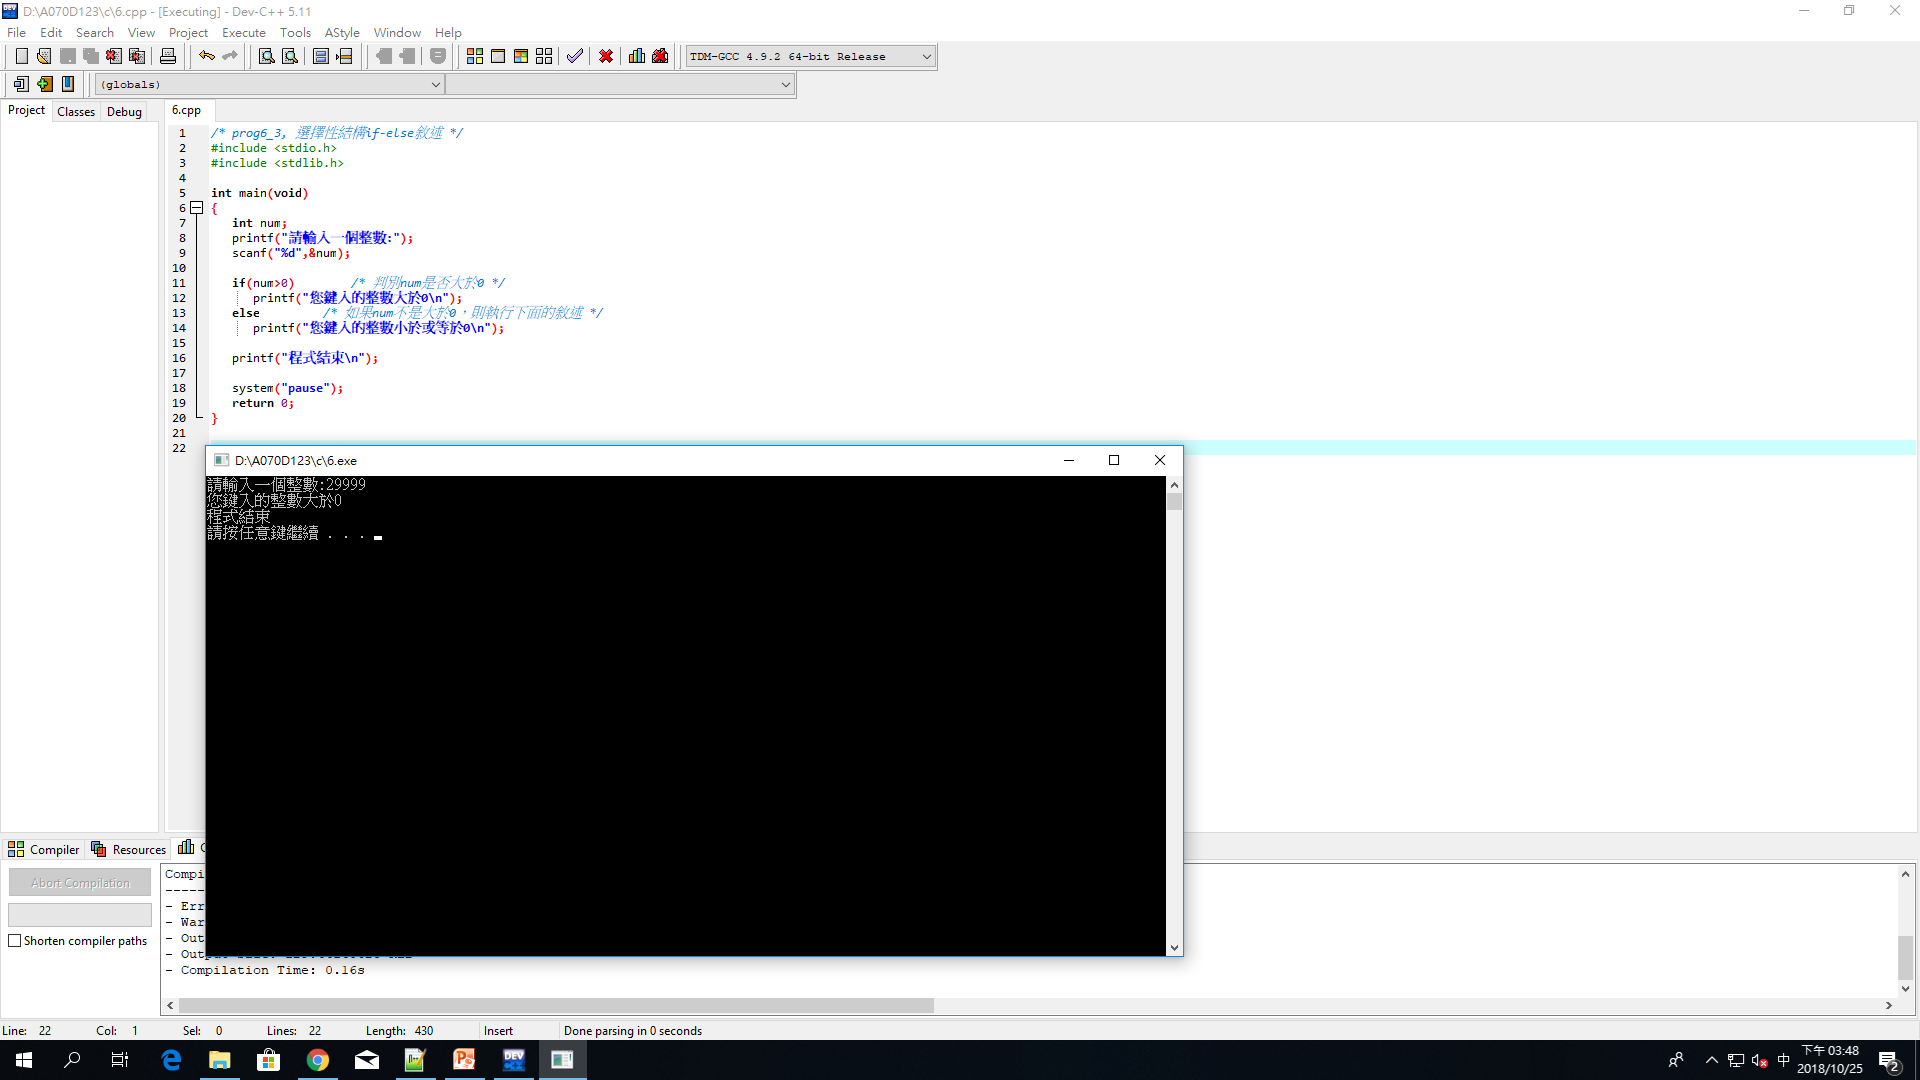 D:\A070D123\c\6.cpp - [Executing] - Dev-C++ 5.11
File Edit Search View Project Execute Tools AStyle Window Help
TDM-GCC 4.9.2 64-bit Release
(globals)
Project Classes Debug
6.cpp
1 /* prog6_3, 選擇性結構if-else敘述 */
2 #include <stdio.h>
3 #include <stdlib.h>
4
5 int main(void)
6 {
7 int num;
8 printf("請輸入一個整數:");
9 scanf("%d",&num);
10
11 if(num>0) /* 判別num是否大於0 */
12 printf("您鍵入的整數大於0\n");
13 else /* 如果num不是大於0，則執行下面的敘述 */
14 printf("您鍵入的整數小於或等於0\n");
15
16 printf("程式結束\n");
17
18 system("pause");
19 return 0;
20 }
21
22
D:\A070D123\c\6.exe
請輸入一個整數:29999
您鍵入的整數大於0
程式結束
請按任意鍵繼續 . . .
Compiler Resources
Abort Compilation
Shorten compiler paths
Compi
- Err
- War
- Out
- Out
- Compilation Time: 0.16s
Line: 22 Col: 1 Sel: 0 Lines: 22 Length: 430 Insert Done parsing in 0 seconds
中
下午 03:48
2018/10/25
2